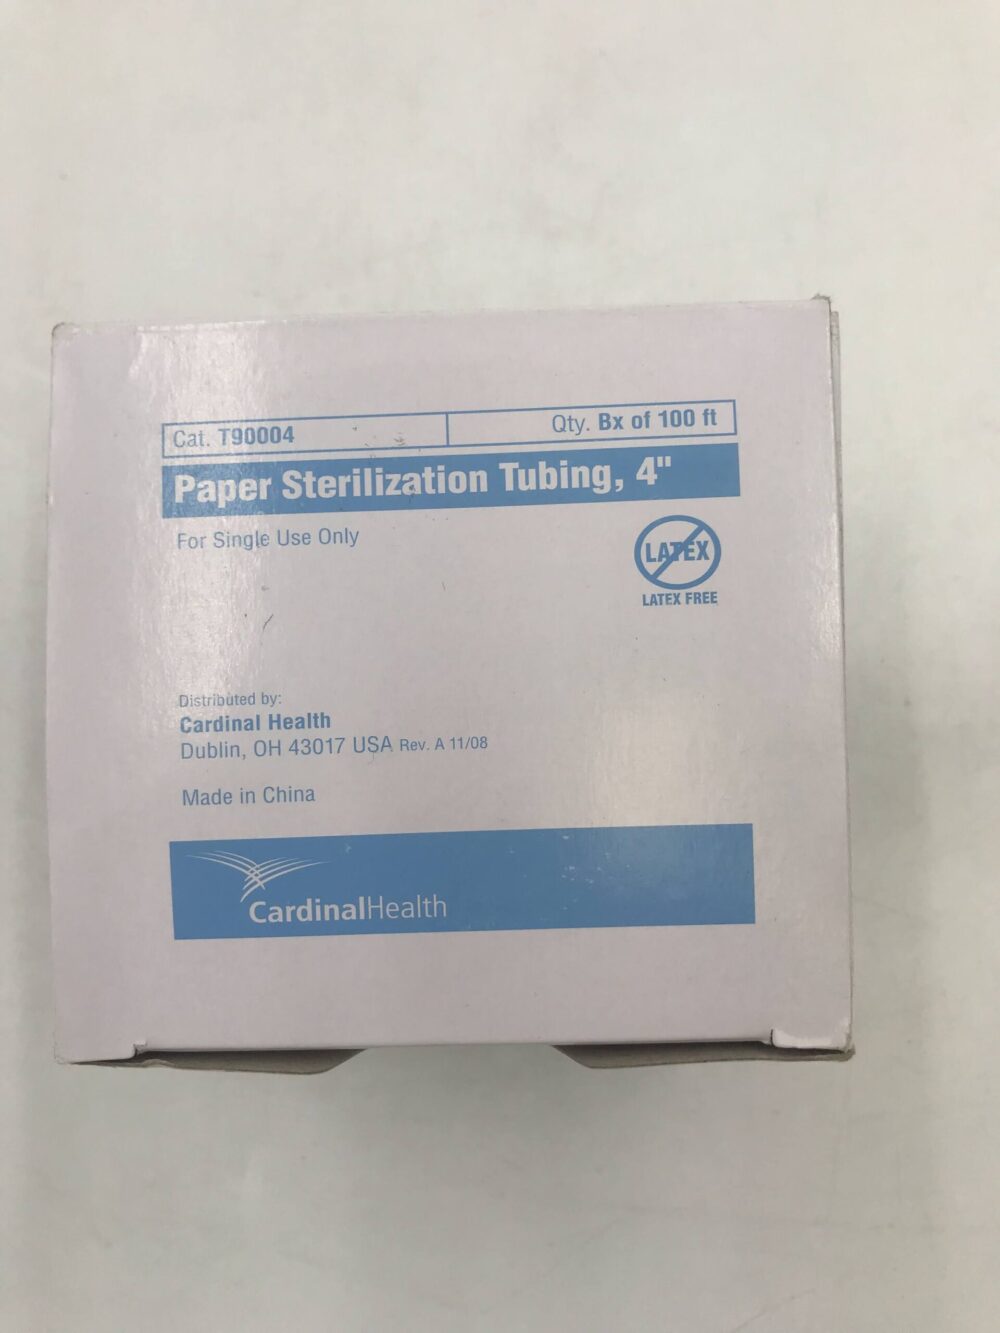 Cat. T90004 Qty. Bx of 100 ft
Paper Sterilization Tubing, 4"
For Single Use Only
LATEX
LATEX FREE
Distributed by:
Cardinal Health
Dublin, OH 43017 USA Rev. A 11/08
Made in China
CardinalHealth